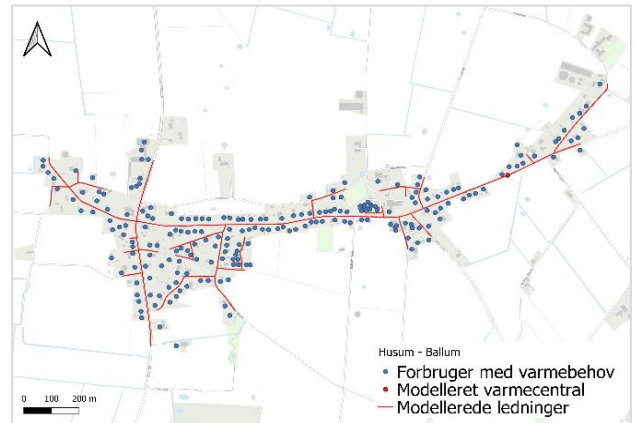 Husum - Ballum
Forbruger med varmebehov
Modelleret varmecentral
Modellerede ledninger
0 100 200 m